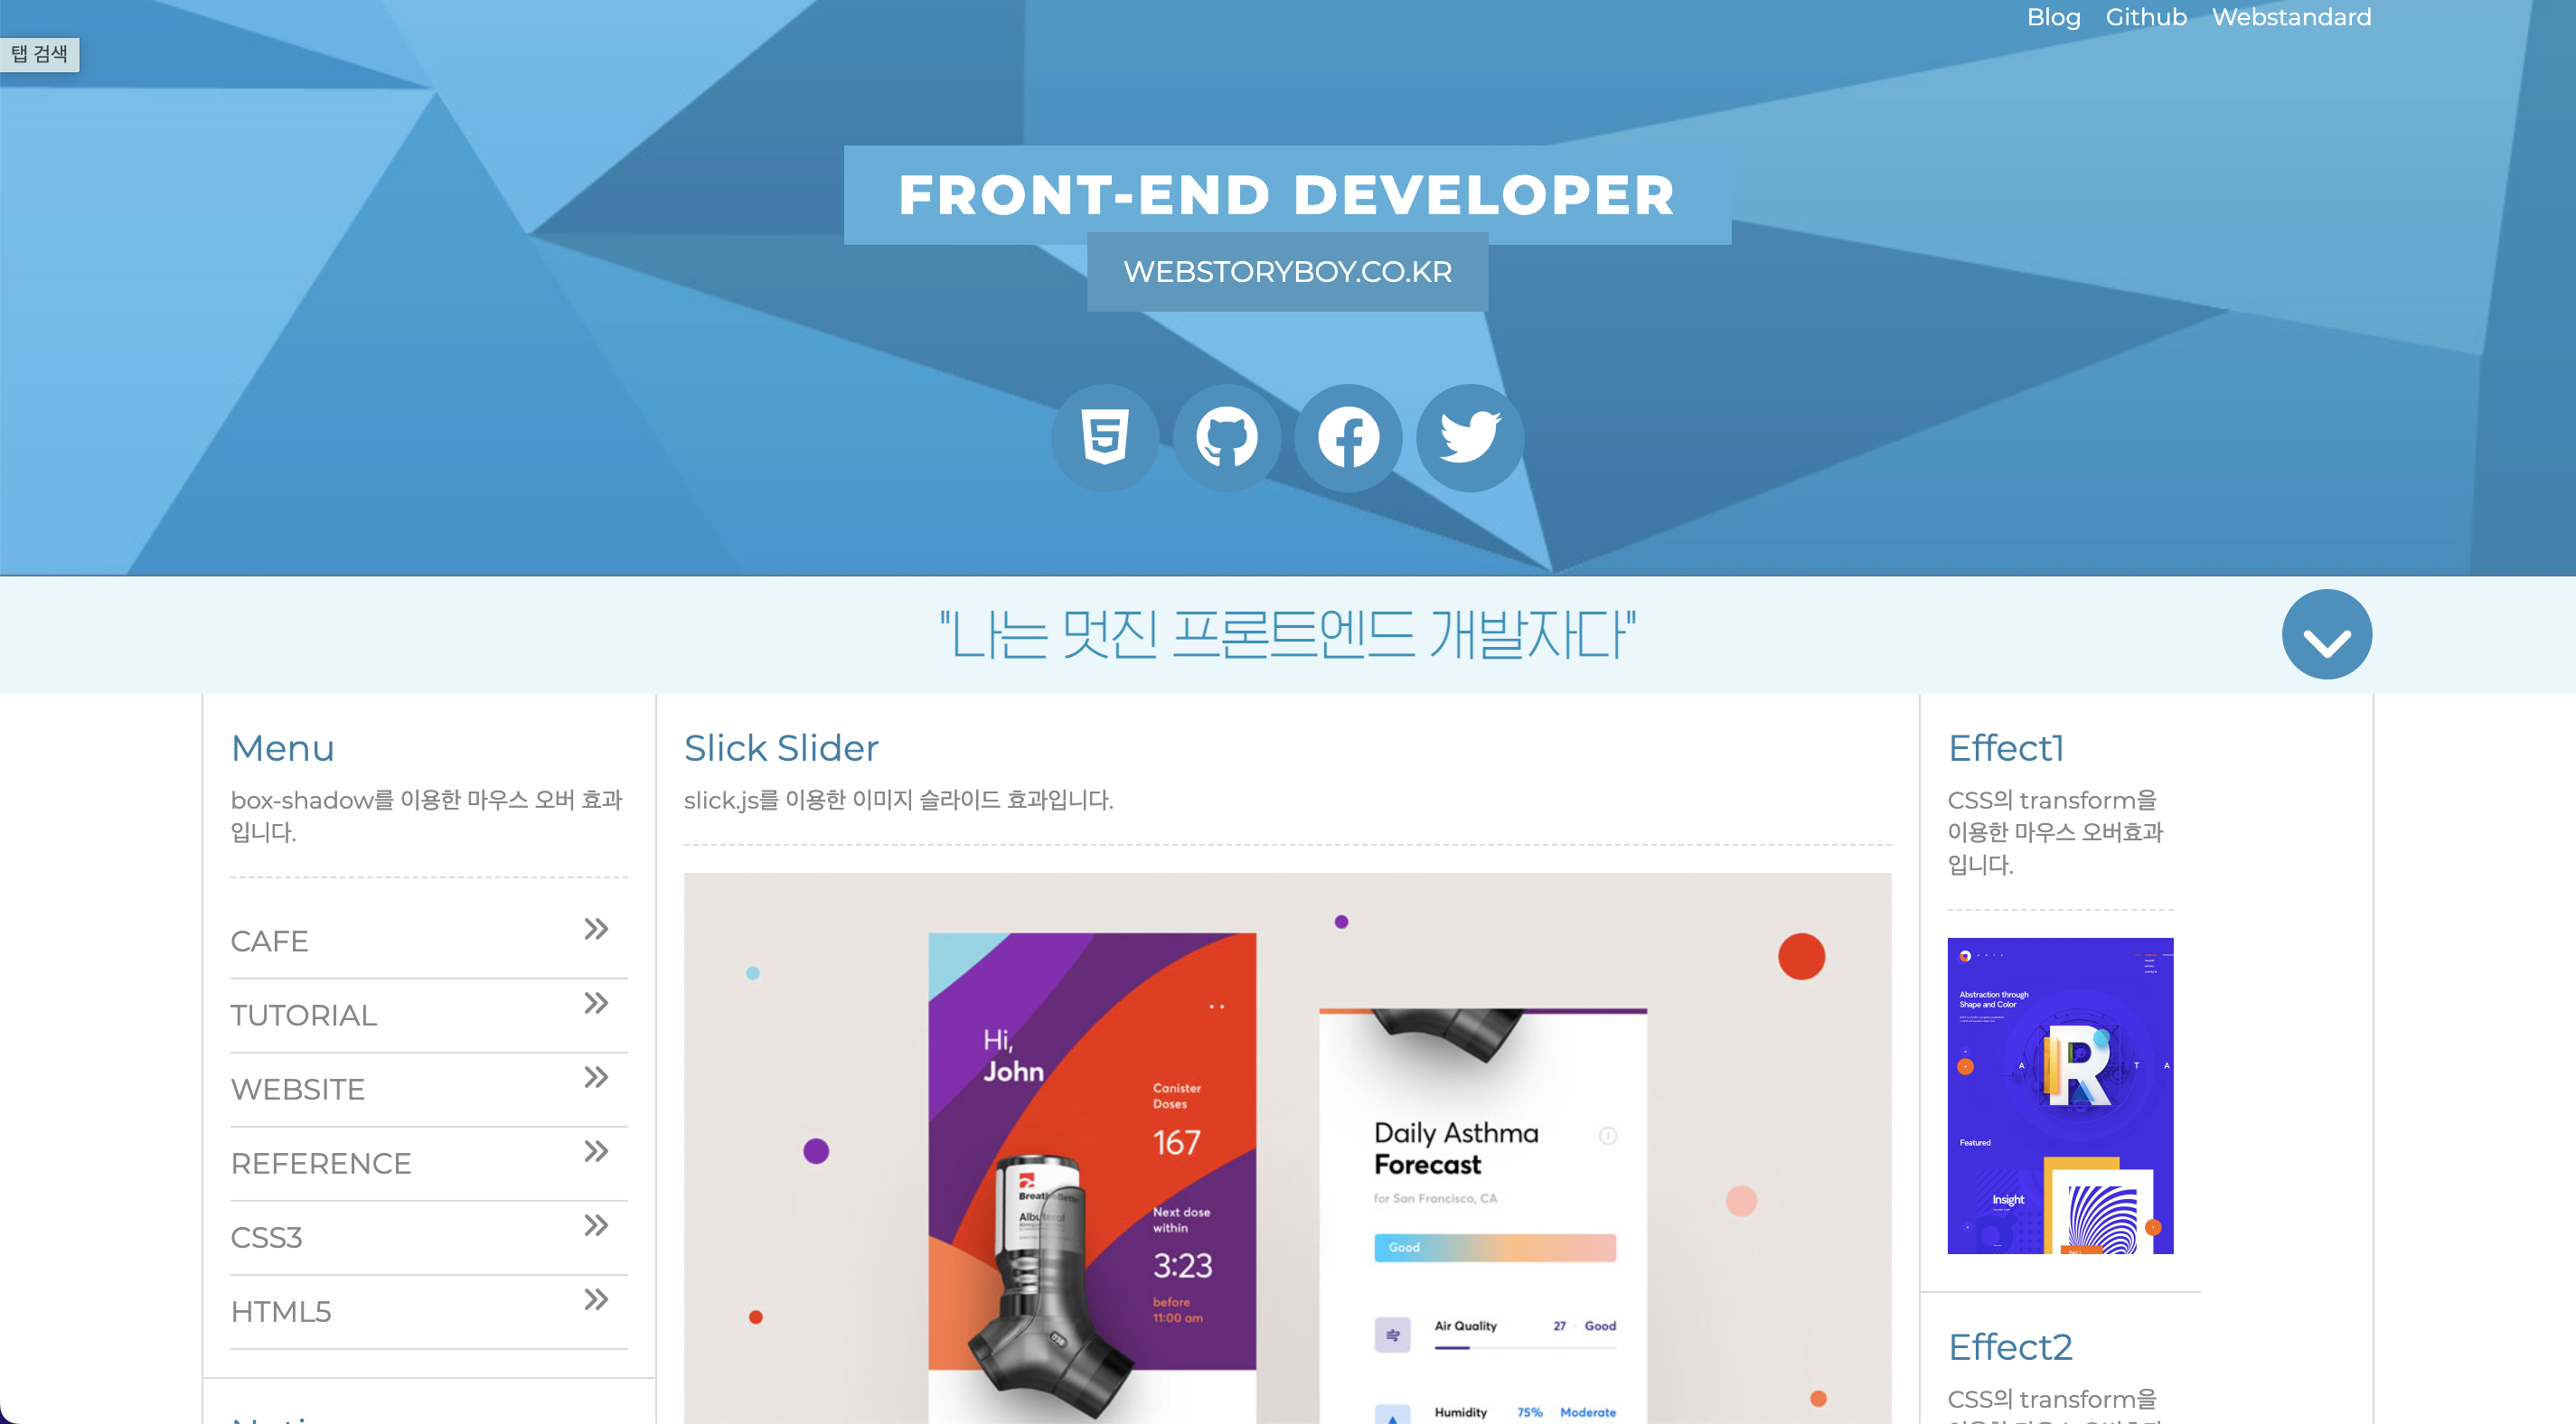 Blog Github Webstandard
탭 검색
FRONT-END DEVELOPER
WEBSTORYBOY.CO.KR
"나는 멋진 프론트엔드 개발자다"
Menu
box-shadow를 이용한 마우스 오버 효과
입니다.
CAFE
TUTORIAL
WEBSITE
REFERENCE
CSS3
HTML5
Slick Slider
slick.js를 이용한 이미지 슬라이드 효과입니다.
Hi,
John
Canister
Doses
167
Next dose
within
3:23
before
11:00 am
Albuterol
Daily Asthma
Forecast
for San Francisco, CA
Good
Air Quality 27 · Good
Humidity 75% · Moderate
Effect1
CSS의 transform을
이용한 마우스 오버효과
입니다.
Abstraction through
Shape and Color
A R T A
Featured
Insight
Effect2
CSS의 transform을